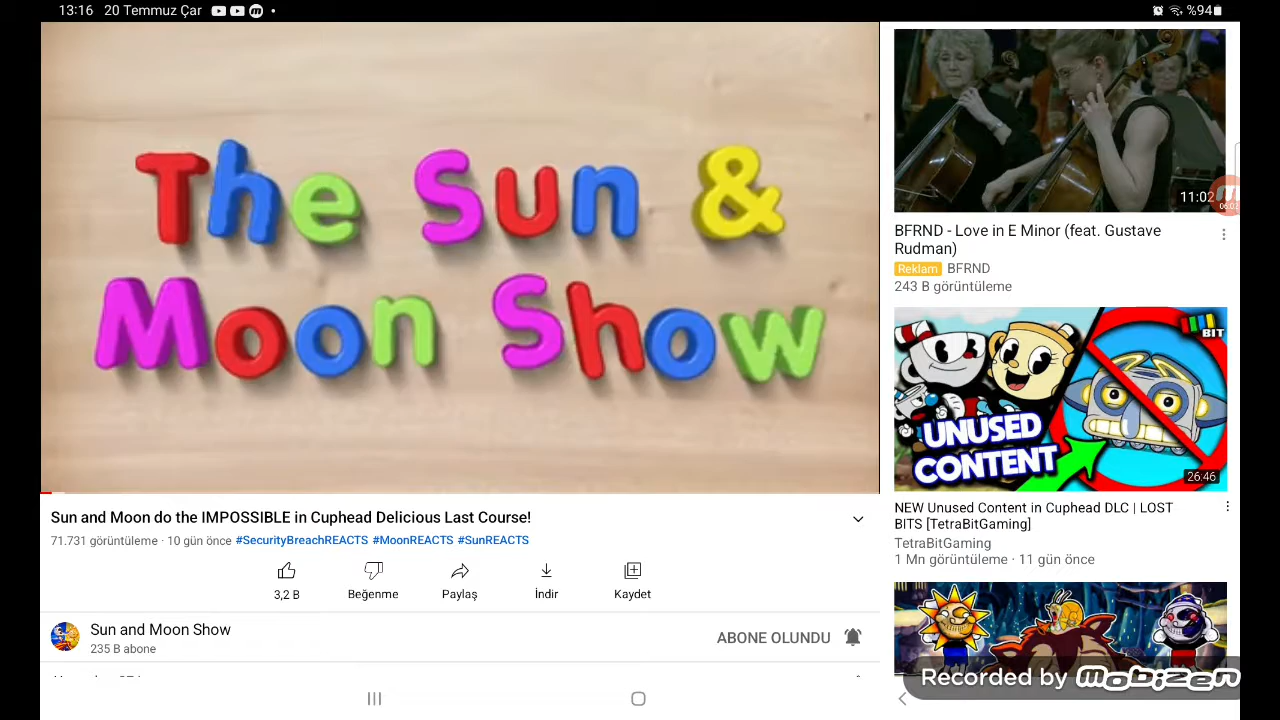 13:16 20 Temmuz Çar
%94
The Sun &
Moon Show
Sun and Moon do the IMPOSSIBLE in Cuphead Delicious Last Course!
71.731 görüntüleme · 10 gün önce #SecurityBreachREACTS #MoonREACTS #SunREACTS
3,2 B
Beğenme
Paylaş
İndir
Kaydet
Sun and Moon Show
235 B abone
ABONE OLUNDU
11:02
BFRND - Love in E Minor (feat. Gustave
Rudman)
Reklam BFRND
243 B görüntüleme
BIT
UNUSED
CONTENT
26:46
NEW Unused Content in Cuphead DLC | LOST
BITS [TetraBitGaming]
TetraBitGaming
1 Mn görüntüleme · 11 gün önce
Recorded by mobizen